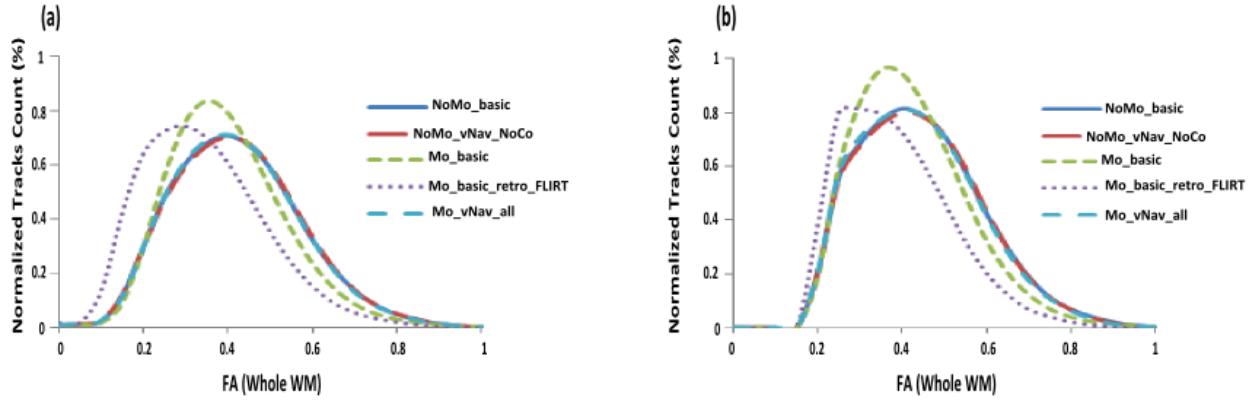 (a)
Normalized Tracks Count (%)
1
0.8
0.6
0.4
0.2
0
0 0.2 0.4 0.6 0.8 1
FA (Whole WM)
NoMo_basic
NoMo_vNav_NoCo
Mo_basic
Mo_basic_retro_FLIRT
Mo_vNav_all
(b)
Normalized Tracks Count (%)
1
0.8
0.6
0.4
0.2
0
0 0.2 0.4 0.6 0.8 1
FA (Whole WM)
NoMo_basic
NoMo_vNav_NoCo
Mo_basic
Mo_basic_retro_FLIRT
Mo_vNav_all